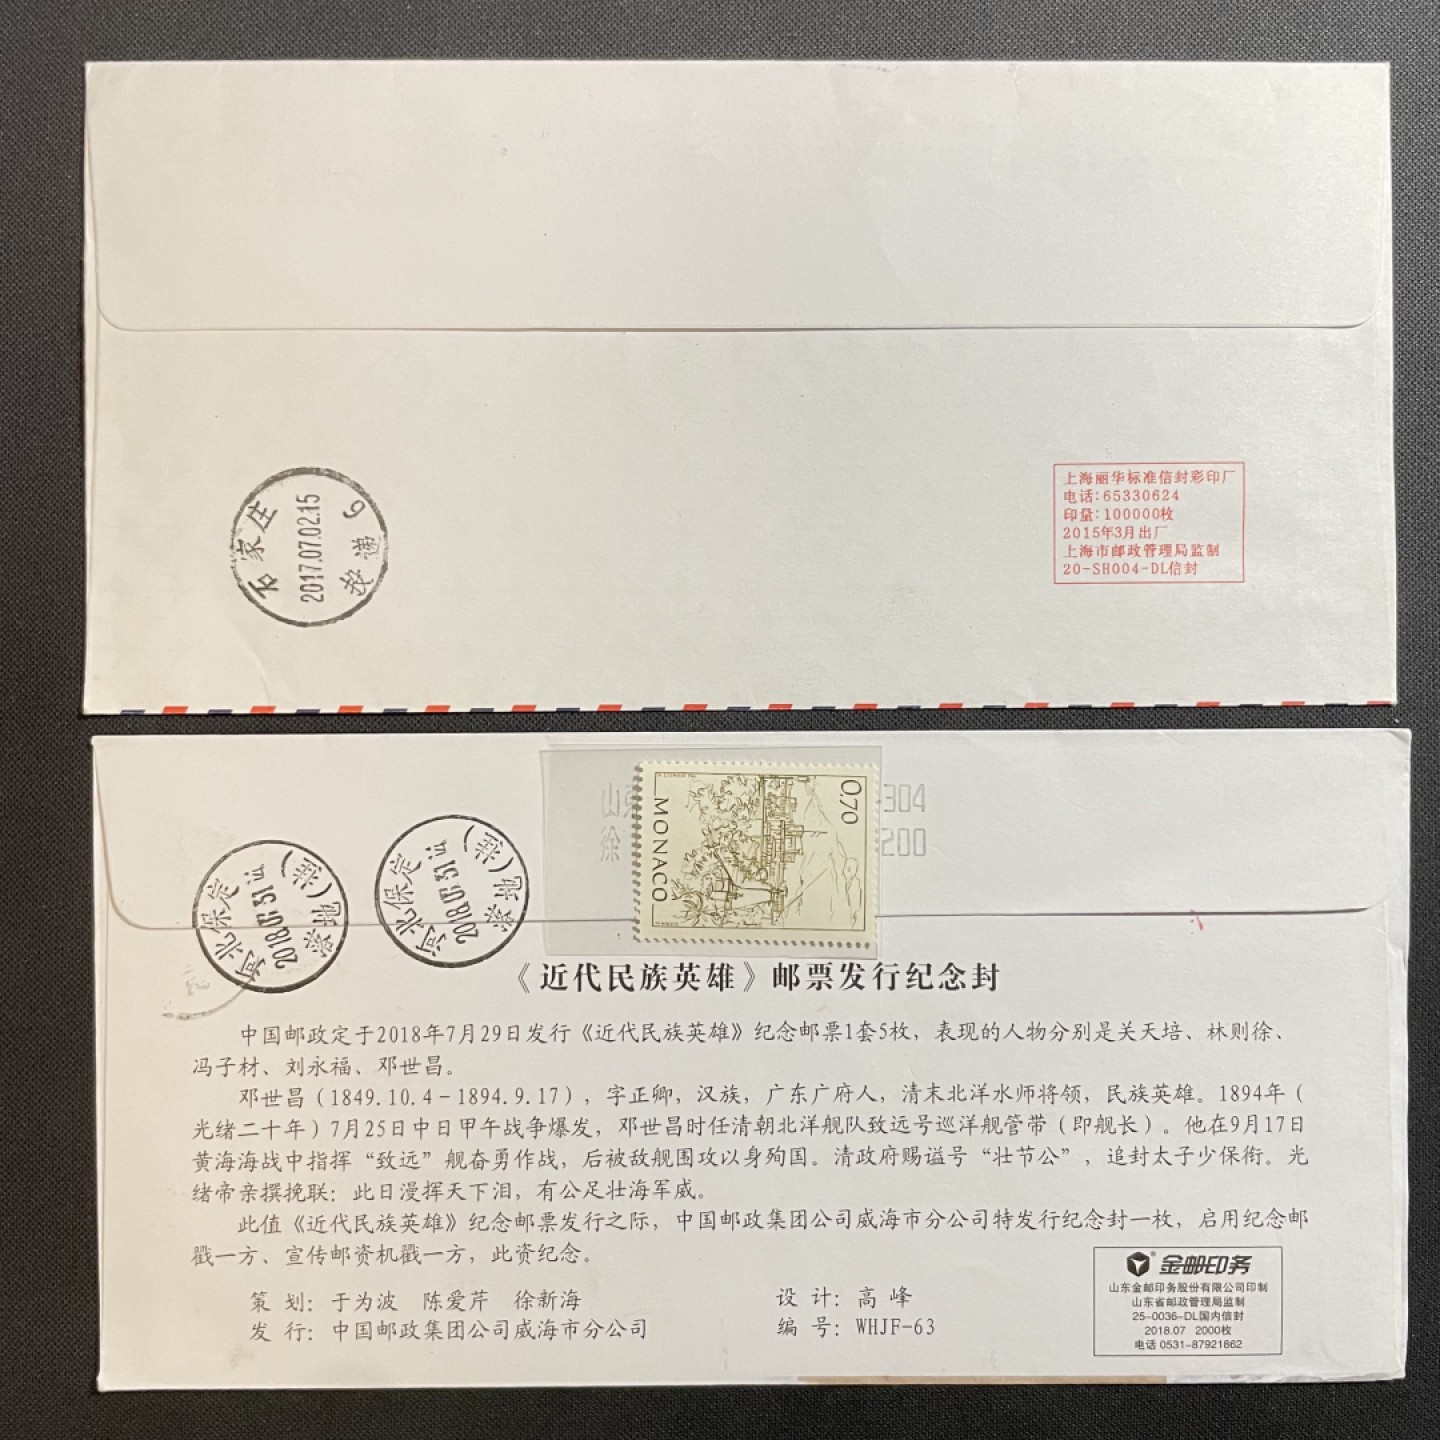 石家庄
2017.07.02.15
投递 9
上海丽华标准信封彩印厂
电话:65330624
印量:100000枚
2015年3月出厂
上海市邮政管理局监制
20-SH004-DL信封
0.70
MONACO
304
徐
200
河北保定
2018.07.31
河北保定
2018.07.31
《近代民族英雄》邮票发行纪念封
中国邮政定于2018年7月29日发行《近代民族英雄》纪念邮票1套5枚，表现的人物分别是关天培、林则徐、
冯子材、刘永福、邓世昌。
邓世昌（1849.10.4-1894.9.17），字正卿，汉族，广东广府人，清末北洋水师将领，民族英雄。1894年（
光绪二十年）7月25日中日甲午战争爆发，邓世昌时任清朝北洋舰队致远号巡洋舰管带（即舰长）。他在9月17日
黄海海战中指挥“致远”舰奋勇作战，后被敌舰围攻以身殉国。清政府赐谥号“壮节公”，追封太子少保衔。光
绪帝亲撰挽联：此日漫挥天下泪，有公足壮海军威。
此值《近代民族英雄》纪念邮票发行之际，中国邮政集团公司威海市分公司特发行纪念封一枚，启用纪念邮
戳一方、宣传邮资机戳一方，此资纪念。
策 划：于为波 陈爱芹 徐新海
设 计：高 峰
发 行：中国邮政集团公司威海市分公司
编 号：WHJF-63
金邮印务
山东金邮印务股份有限公司印制
山东省邮政管理局监制
25-0036-DL国内信封
2018.07 2000枚
电话 0531-87921862